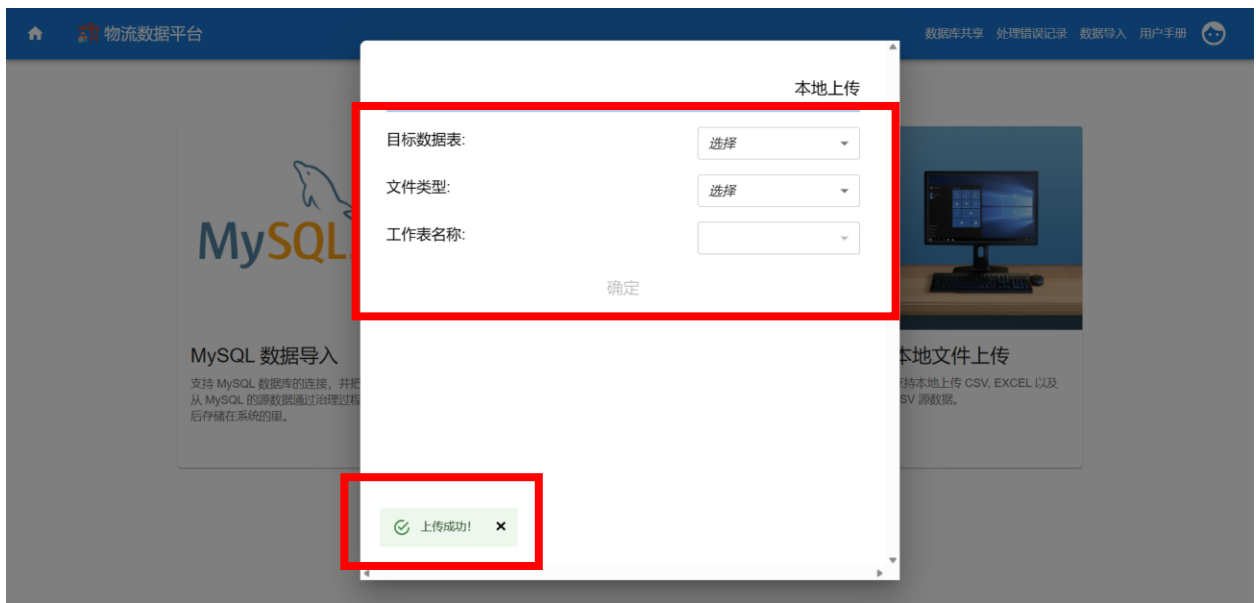 物流数据平台
数据库共享 处理错误记录 数据导入 用户手册
本地上传
目标数据表: 选择
文件类型: 选择
工作表名称:
确定
MySQL
MySQL 数据导入
支持 MySQL 数据库的连接，并把
从 MySQL 的源数据通过治理过程
后存储在系统的里。
本地文件上传
支持本地上传 CSV, EXCEL 以及
SV 源数据。
上传成功!